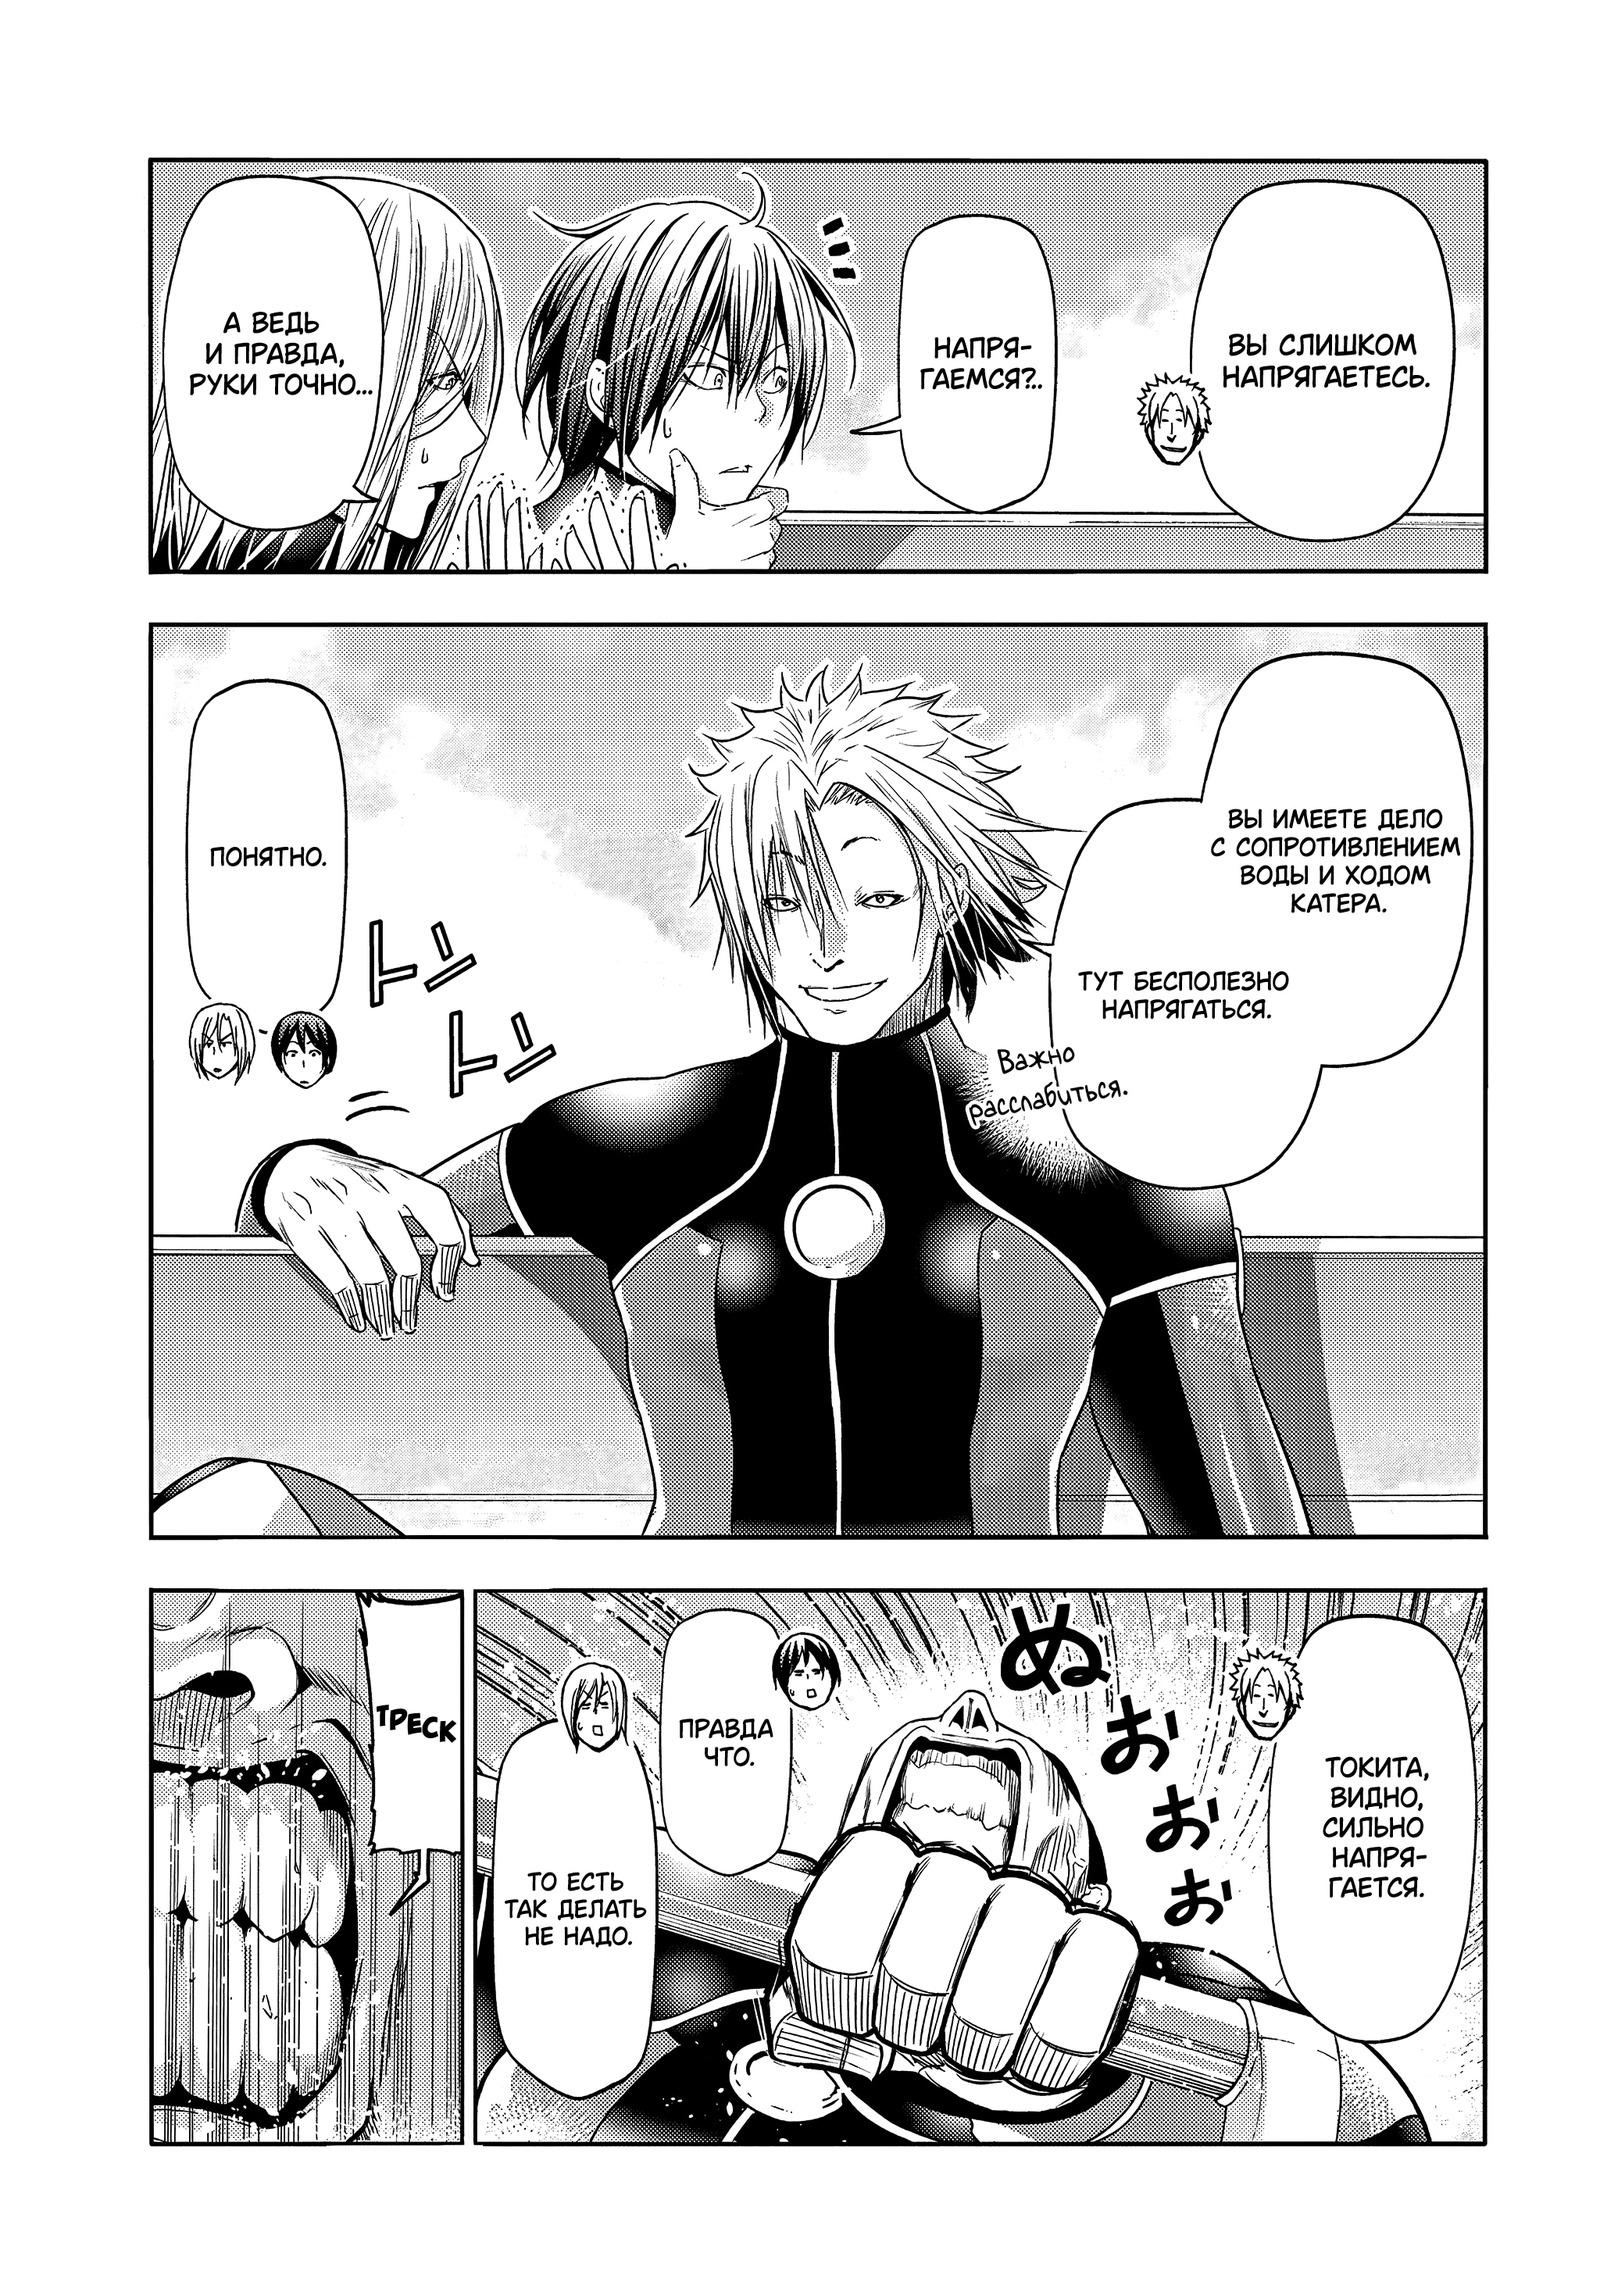 ВЫ СЛИШКОМ
НАПРЯГАЕТЕСЬ.
НАПРЯ-
ГАЕМСЯ?..
А ВЕДЬ
И ПРАВДА,
РУКИ ТОЧНО...
ВЫ ИМЕЕТЕ ДЕЛО
С СОПРОТИВЛЕНИЕМ
ВОДЫ И ХОДОМ
КАТЕРА.
ТУТ БЕСПОЛЕЗНО
НАПРЯГАТЬСЯ.
Важно
расслабиться.
トン
トン
ПОНЯТНО.
ТОКИТА,
ВИДНО,
СИЛЬНО
НАПРЯ-
ГАЕТСЯ.
ぬおおお
ПРАВДА
ЧТО.
ТО ЕСТЬ
ТАК ДЕЛАТЬ
НЕ НАДО.
ТРЕСК